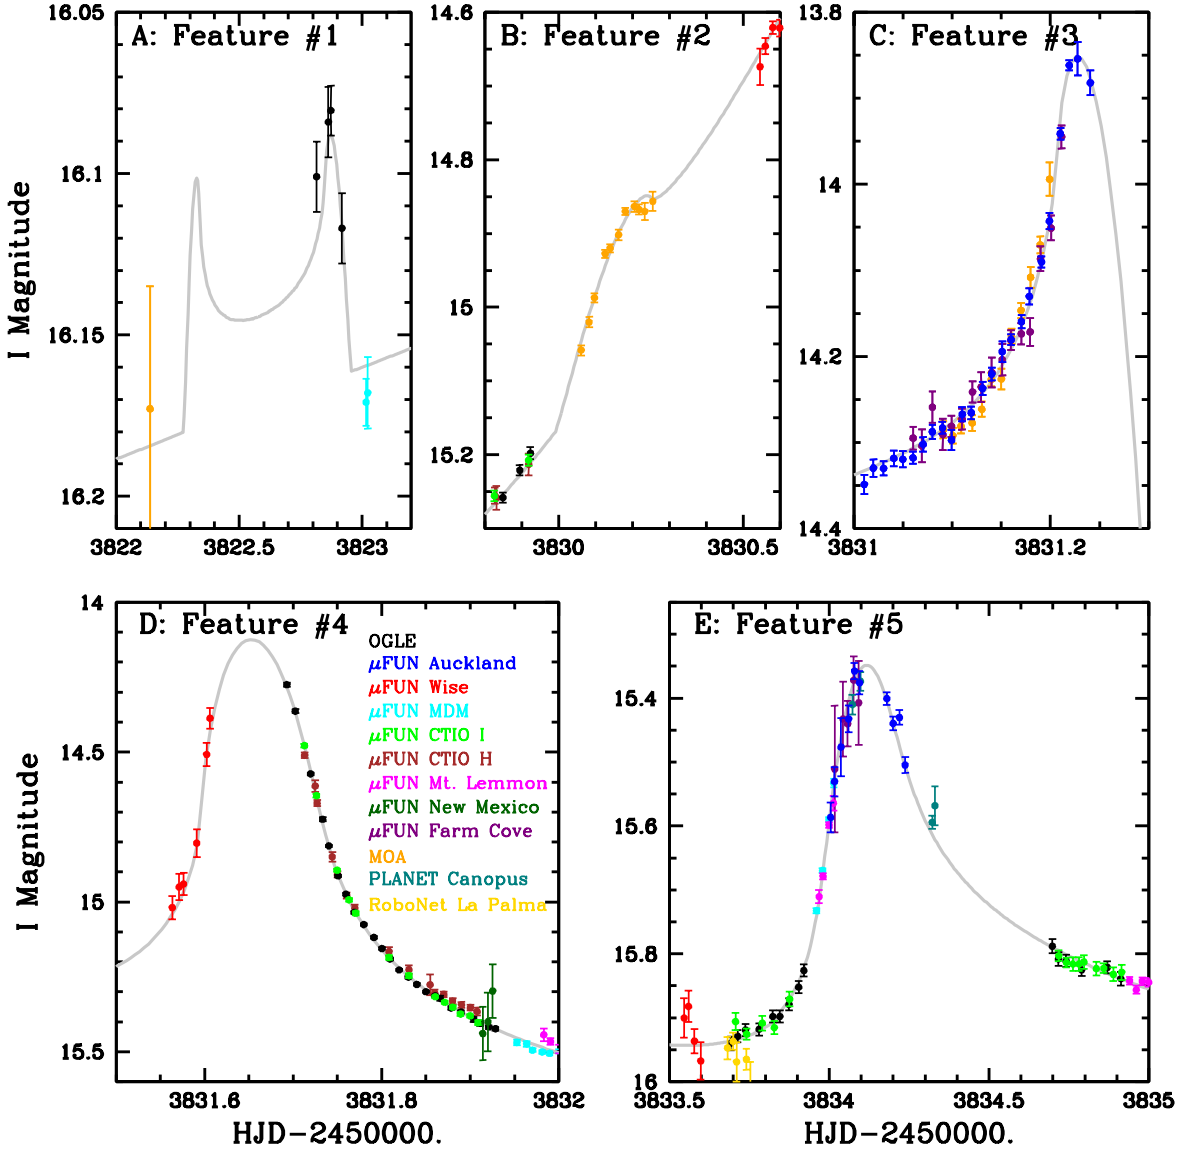 A: Feature #1
B: Feature #2
C: Feature #3
16.05
16.1
16.15
16.2
3822
3822.5
3823
14.6
14.8
15
15.2
3830
3830.5
13.8
14
14.2
14.4
3831
3831.2
I Magnitude
D: Feature #4
E: Feature #5
OGLE
μFUN Auckland
μFUN Wise
μFUN MDM
μFUN CTIO I
μFUN CTIO H
μFUN Mt. Lemmon
μFUN New Mexico
μFUN Farm Cove
MOA
PLANET Canopus
RoboNet La Palma
14
14.5
15
15.5
3831.6
3831.8
3832
15.4
15.6
15.8
16
3833.5
3834
3834.5
3835
I Magnitude
HJD-2450000.
HJD-2450000.